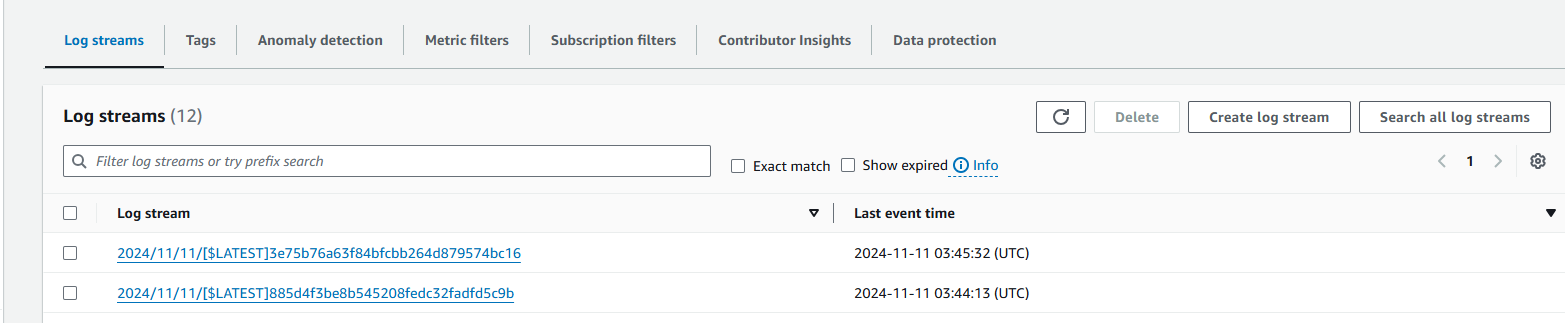 Log streams Tags Anomaly detection Metric filters Subscription filters Contributor Insights Data protection
Log streams (12) Delete Create log stream Search all log streams
Filter log streams or try prefix search Exact match Show expired Info 1
Log stream Last event time
2024/11/11/[$LATEST]3e75b76a63f84bfcbb264d879574bc16 2024-11-11 03:45:32 (UTC)
2024/11/11/[$LATEST]885d4f3be8b545208fedc32fadfd5c9b 2024-11-11 03:44:13 (UTC)